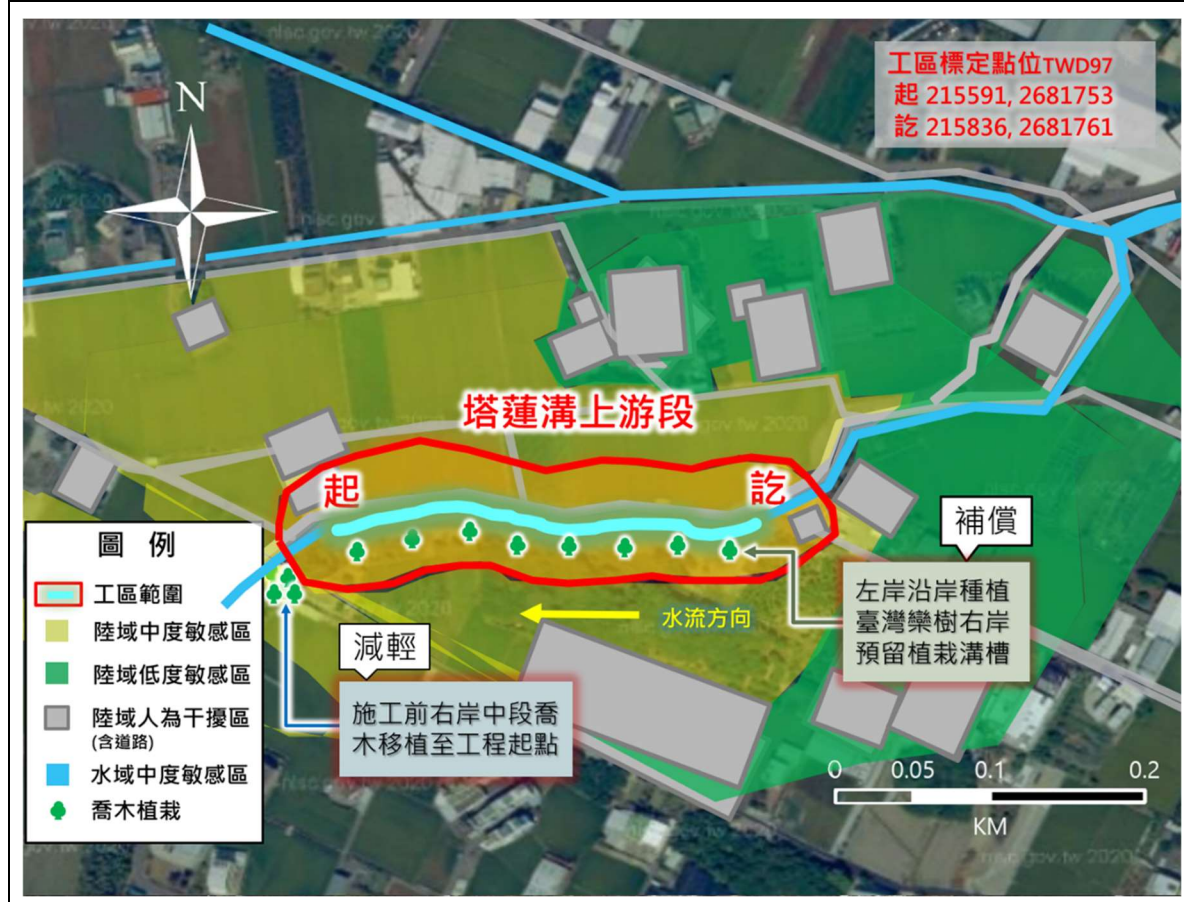 nlsc.gov.tw 2020
工區標定點位TWD97
起 215591, 2681753
訖 215836, 2681761
N
塔蓮溝上游段
起
訖
圖 例
工區範圍
陸域中度敏感區
陸域低度敏感區
陸域人為干擾區
(含道路)
水域中度敏感區
喬木植栽
減輕
施工前右岸中段喬
木移植至工程起點
水流方向
補償
左岸沿岸種植
臺灣欒樹右岸
預留植栽溝槽
0 0.05 0.1 0.2
KM